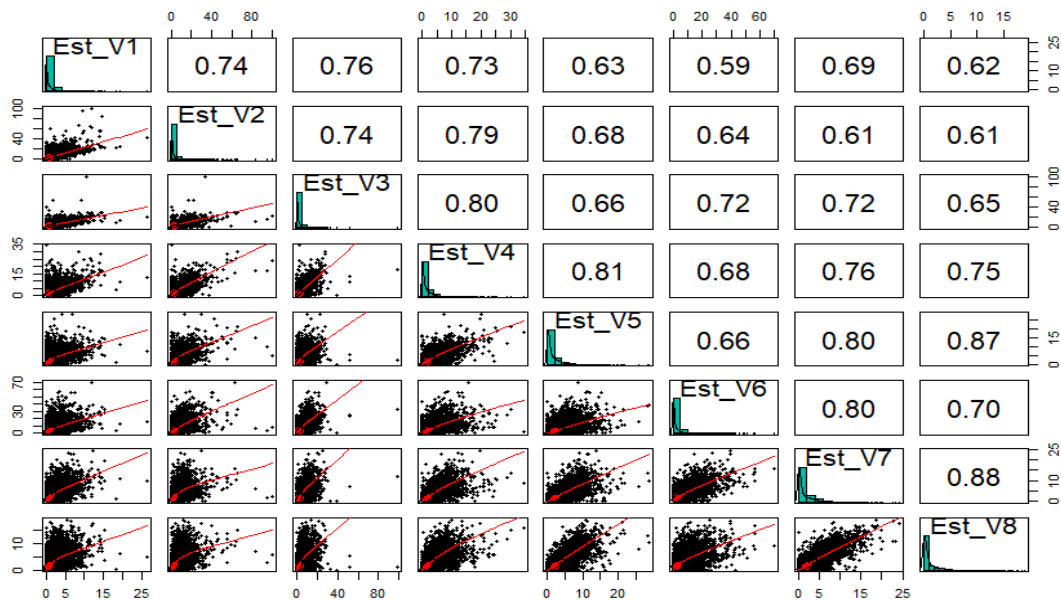 0 40 80 0 10 20 30 0 20 40 60 0 5 10 15
Est_V1 0.74 0.76 0.73 0.63 0.59 0.69 0.62 0 10 25
0 40 100 Est_V2 0.74 0.79 0.68 0.64 0.61 0.61
Est_V3 0.80 0.66 0.72 0.72 0.65 0 40 100
0 15 35 Est_V4 0.81 0.68 0.76 0.75
Est_V5 0.66 0.80 0.87 0 15
0 30 70 Est_V6 0.80 0.70
Est_V7 0.88 0 10 25
0 10 Est_V8
0 5 15 25 0 40 80 0 10 20 0 5 15 25